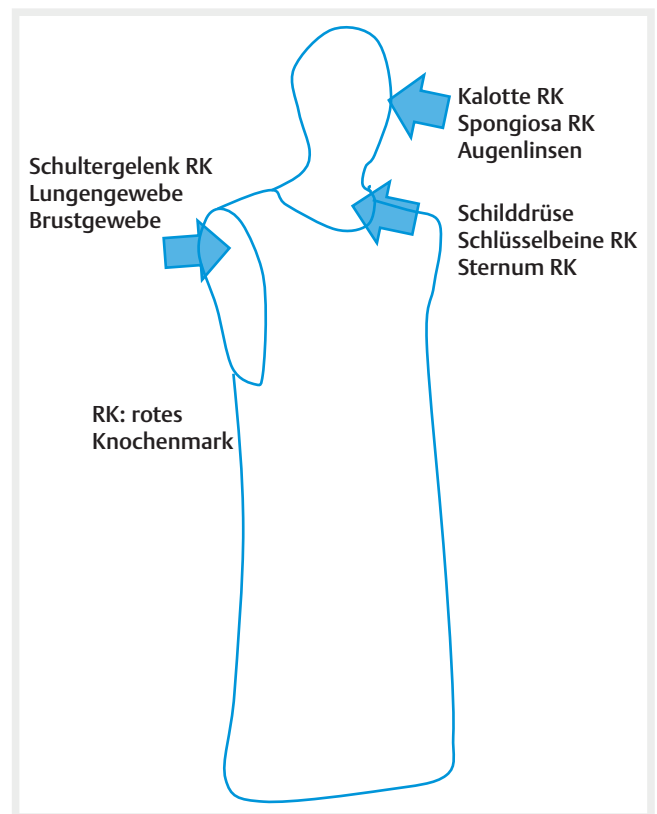 Kalotte RK
Spongiosa RK
Augenlinsen
Schultergelenk RK
Lungengewebe
Brustgewebe
Schilddrüse
Schlüsselbeine RK
Sternum RK
RK: rotes
Knochenmark